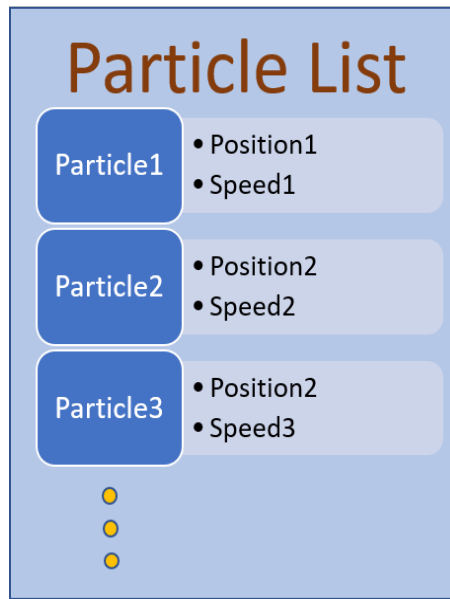 Particle List
Particle1
• Position1
• Speed1
Particle2
• Position2
• Speed2
Particle3
• Position2
• Speed3